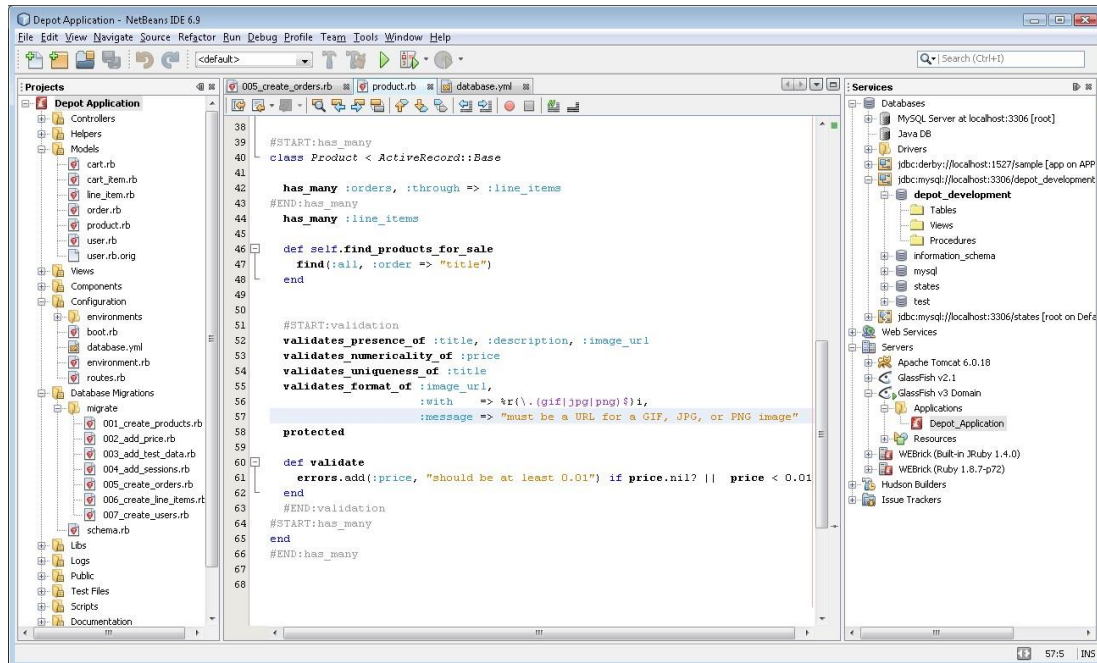 Depot Application - NetBeans IDE 6.9
File Edit View Navigate Source Refactor Run Debug Profile Team Tools Window Help
<default>
Search (Ctrl+I)
Projects
Depot Application
Controllers
Helpers
Models
cart.rb
cart_item.rb
line_item.rb
order.rb
product.rb
user.rb
user.rb.orig
Views
Components
Configuration
environments
boot.rb
database.yml
environment.rb
routes.rb
Database Migrations
migrate
001_create_products.rb
002_add_price.rb
003_add_test_data.rb
004_add_sessions.rb
005_create_orders.rb
006_create_line_items.rb
007_create_users.rb
schema.rb
Libs
Logs
Public
Test Files
Scripts
Documentation
005_create_orders.rb product.rb database.yml
38
39 #START:has_many
40 class Product < ActiveRecord::Base
41
42 has_many :orders, :through => :line_items
43 #END:has_many
44 has_many :line_items
45
46 def self.find_products_for_sale
47 find(:all, :order => "title")
48 end
49
50
51 #START:validation
52 validates_presence_of :title, :description, :image_url
53 validates_numericality_of :price
54 validates_uniqueness_of :title
55 validates_format_of :image_url,
56 :with => %r{\.(gif|jpg|png)$}i,
57 :message => "must be a URL for a GIF, JPG, or PNG image"
58 protected
59
60 def validate
61 errors.add(:price, "should be at least 0.01") if price.nil? || price < 0.01
62 end
63 #END:validation
64 #START:has_many
65 end
66 #END:has_many
67
68
Services
Databases
MySQL Server at localhost:3306 [root]
Java DB
Drivers
jdbc:derby://localhost:1527/sample [app on APP
jdbc:mysql://localhost:3306/depot_development
depot_development
Tables
Views
Procedures
information_schema
mysql
states
test
jdbc:mysql://localhost:3306/states [root on Defa
Web Services
Servers
Apache Tomcat 6.0.18
GlassFish v2.1
GlassFish v3 Domain
Applications
Depot_Application
Resources
WEBrick (Built-in JRuby 1.4.0)
WEBrick (Ruby 1.8.7-p72)
Hudson Builders
Issue Trackers
57:5 INS